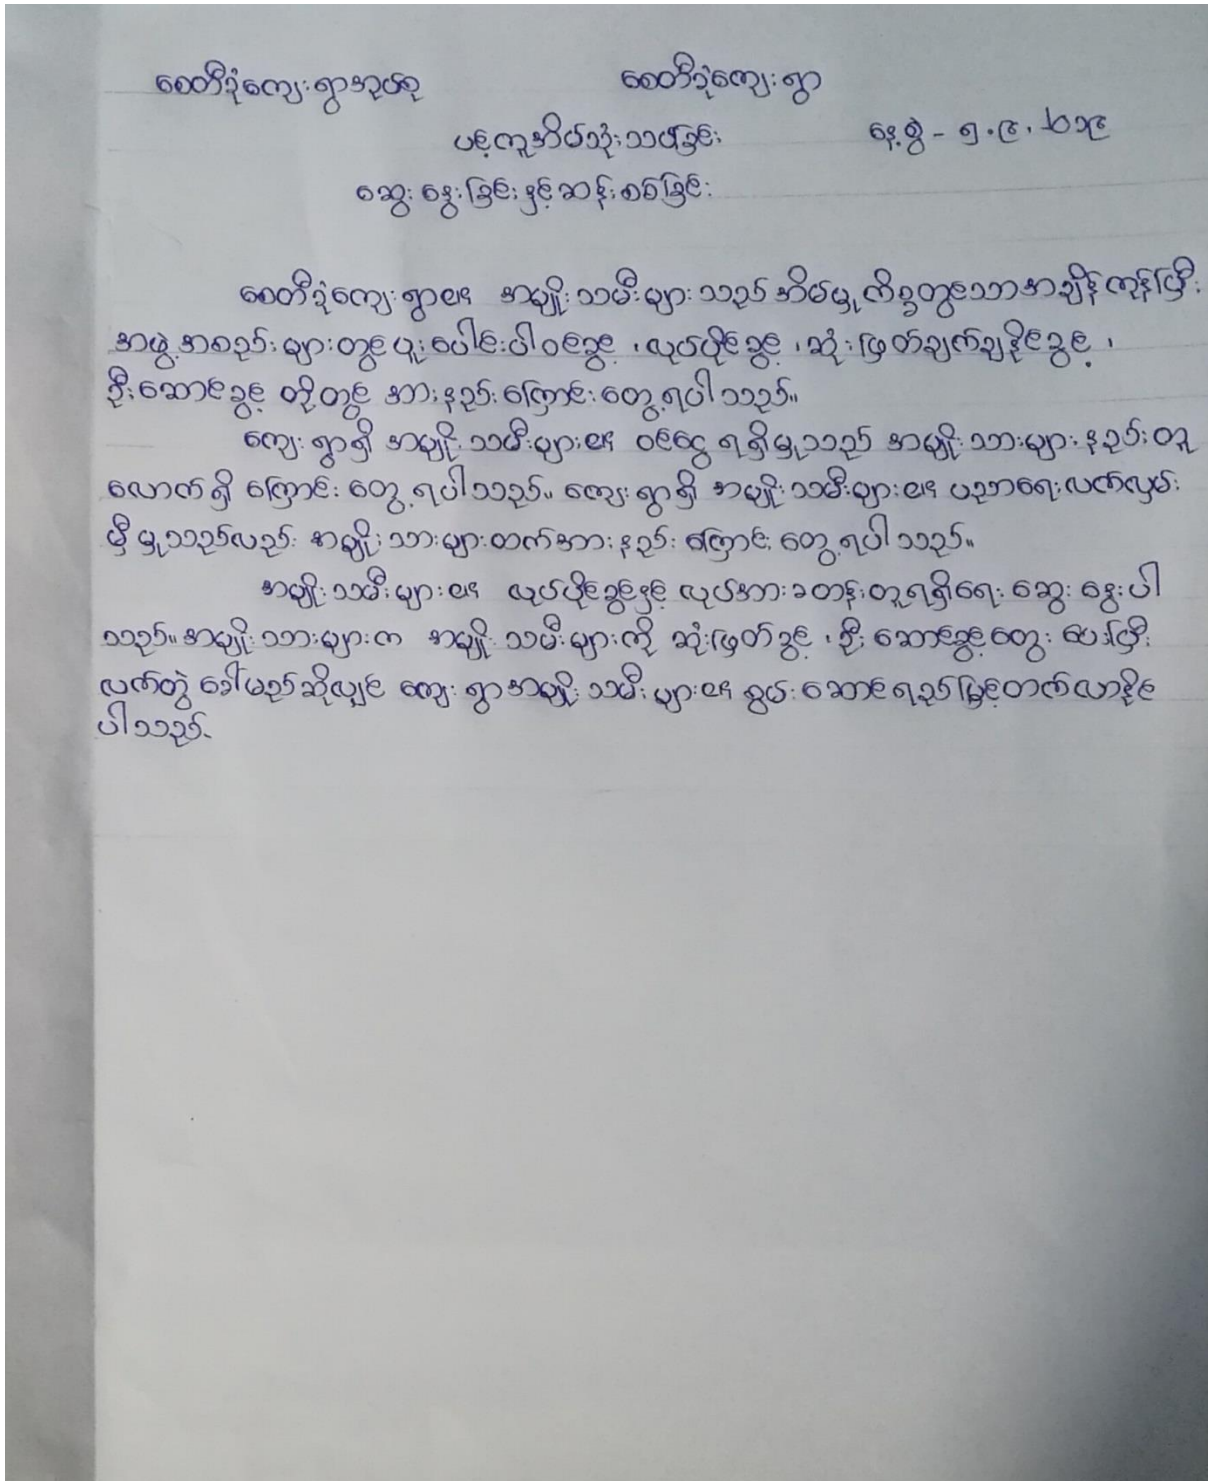 စေတီဒုံကျေးရွာအုပ်စု စေတီဒုံကျေးရွာ
ပင့်ကူအိမ်သုံးသပ်ခြင်း နေ့စွဲ - ၅.၉.၂၀၁၉
ဆွေးနွေးခြင်းနှင့်ဆန်းစစ်ခြင်း
စေတီဒုံကျေးရွာ၏ အမျိုးသမီးများသည် အိမ်မှုကိစ္စတွင်သာအချိန်ကုန်ပြီး
အဖွဲ့အစည်းများတွင်ပူးပေါင်းပါဝင်ခွင့်၊ လုပ်ပိုင်ခွင့်၊ ဆုံးဖြတ်ချက်ချနိုင်ခွင့်၊
ဦးဆောင်ခွင့် တို့တွင် အားနည်းကြောင်းတွေ့ရပါသည်။
ကျေးရွာရှိ အမျိုးသမီးများ၏ ဝင်ငွေရရှိမှုသည် အမျိုးသားများနည်းတူ
လောက်ရှိကြောင်း တွေ့ရပါသည်။ ကျေးရွာရှိ အမျိုးသမီးများ၏ ပညာရေးလက်လှမ်း
မှီမှုသည်လည်း အမျိုးသားများထက်အားနည်းကြောင်း တွေ့ရပါသည်။
အမျိုးသမီးများ၏ လုပ်ပိုင်ခွင့်နှင့် လုပ်အားခတန်းတူရရှိရေး ဆွေးနွေးပါ
သည်။ အမျိုးသားများက အမျိုးသမီးများကို ဆုံးဖြတ်ခွင့်၊ ဦးဆောင်ခွင့်တွေ ပေးပြီး
လက်တွဲခေါ်မည်ဆိုလျှင် ကျေးရွာအမျိုးသမီးများ၏ စွမ်းဆောင်ရည်မြှင့်တက်လာနိုင်
ပါသည်။